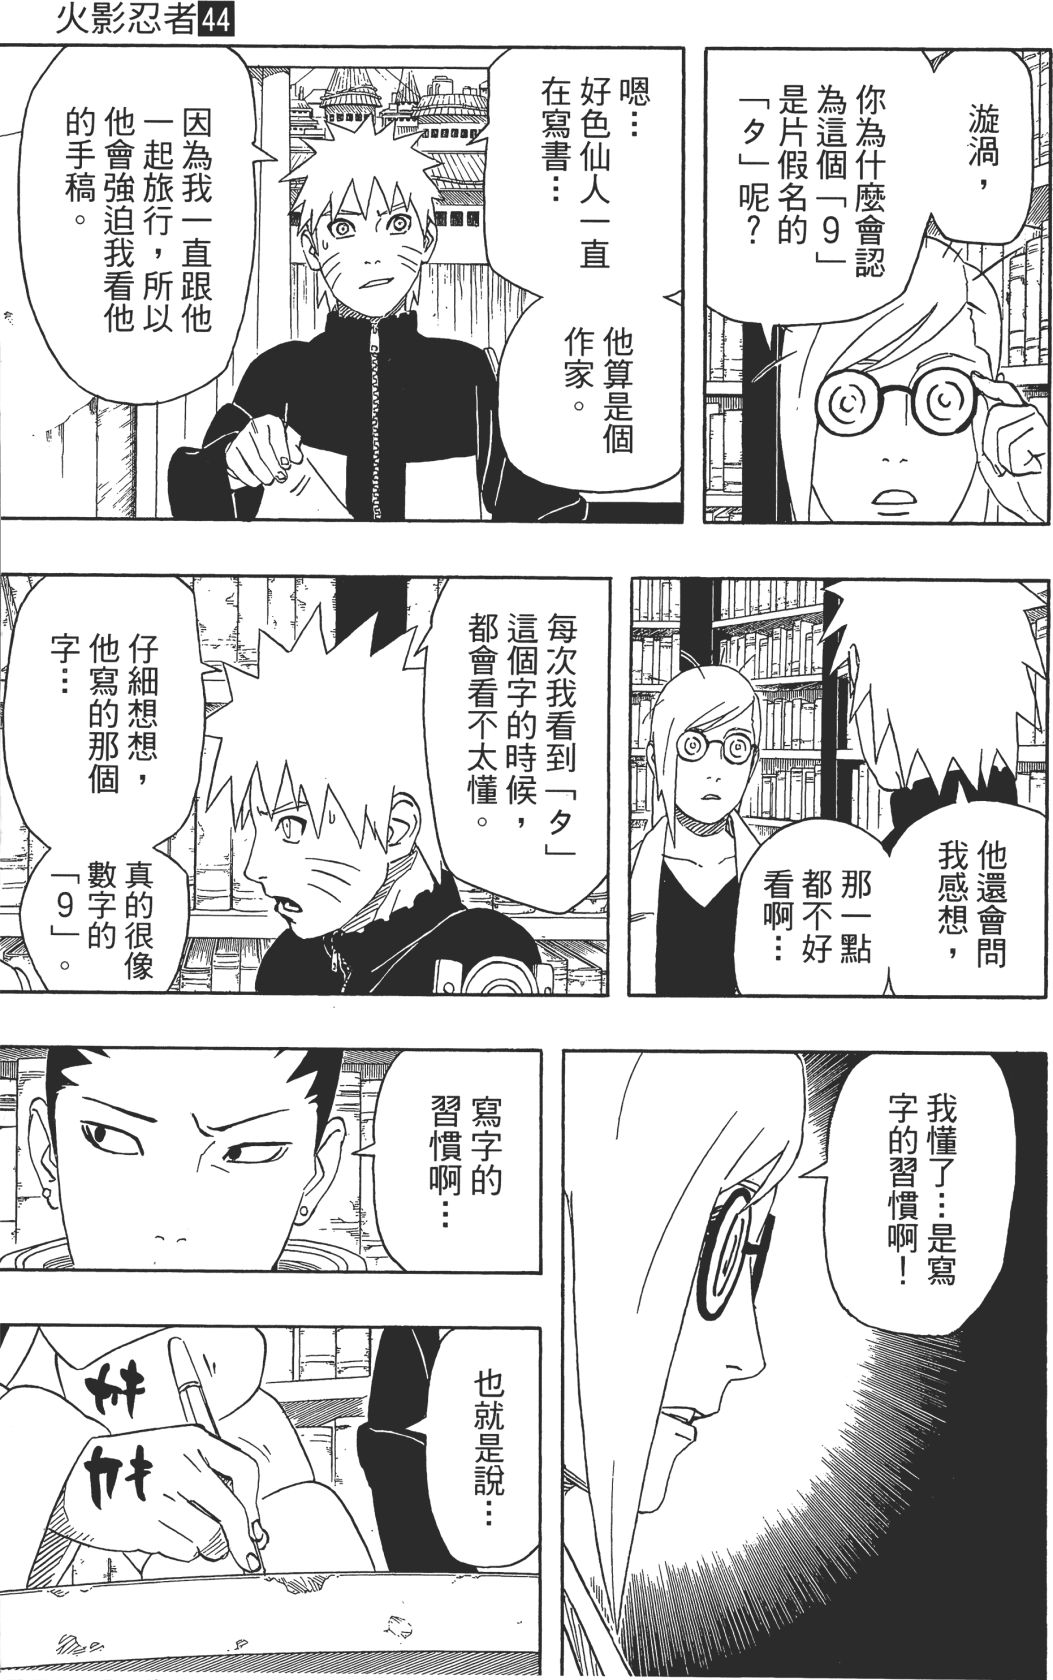 火影忍者44
漩渦，
你為什麼會認
為這個「9」
是片假名的
「タ」呢？
嗯…
好色仙人一直
在寫書…
他算是個
作家。
因為我一直跟他
一起旅行，所以
他會強迫我看他
的手稿。
他還會問
我感想，
那一點
都不好
看啊…
每次我看到「タ」
這個字的時候，
都會看不太懂。
仔細想想，
他寫的那個
字…
真的很像
數字的
「9」。
我懂了…是寫
字的習慣啊！
寫字的
習慣啊…
也就是說…
カキ
カキ